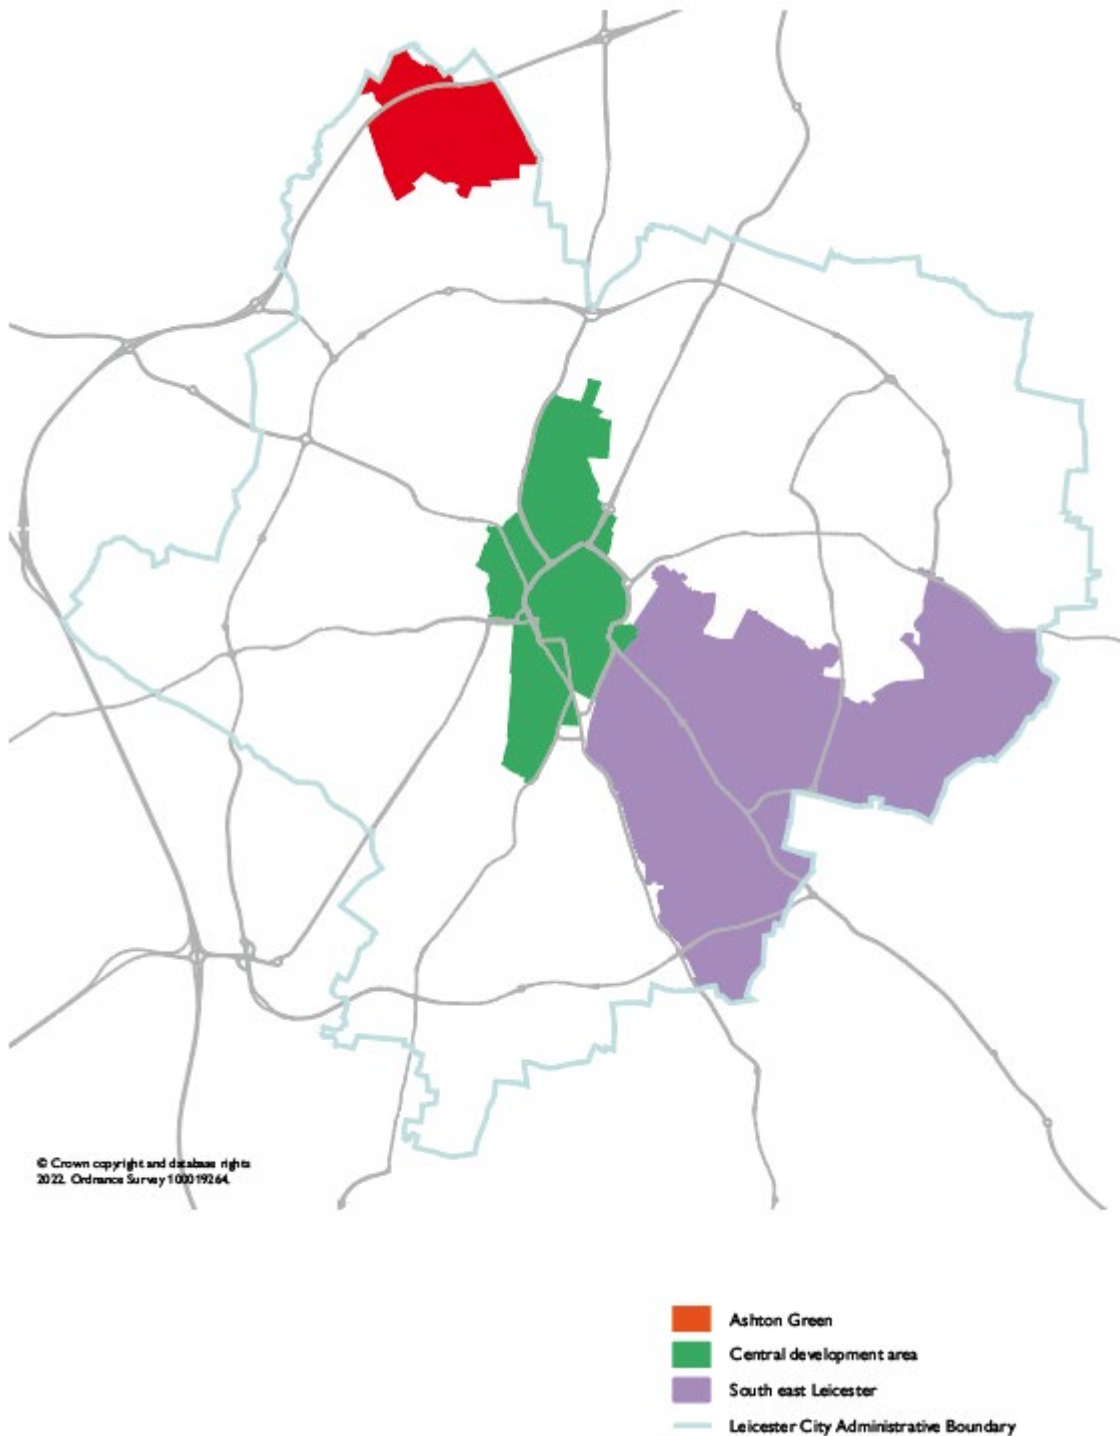 © Crown copyright and database rights
2022. Ordnance Survey 100019264.
Ashton Green
Central development area
South east Leicester
Leicester City Administrative Boundary